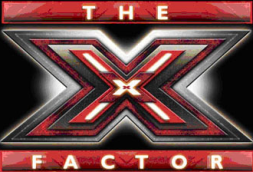 THE
X
FACTOR